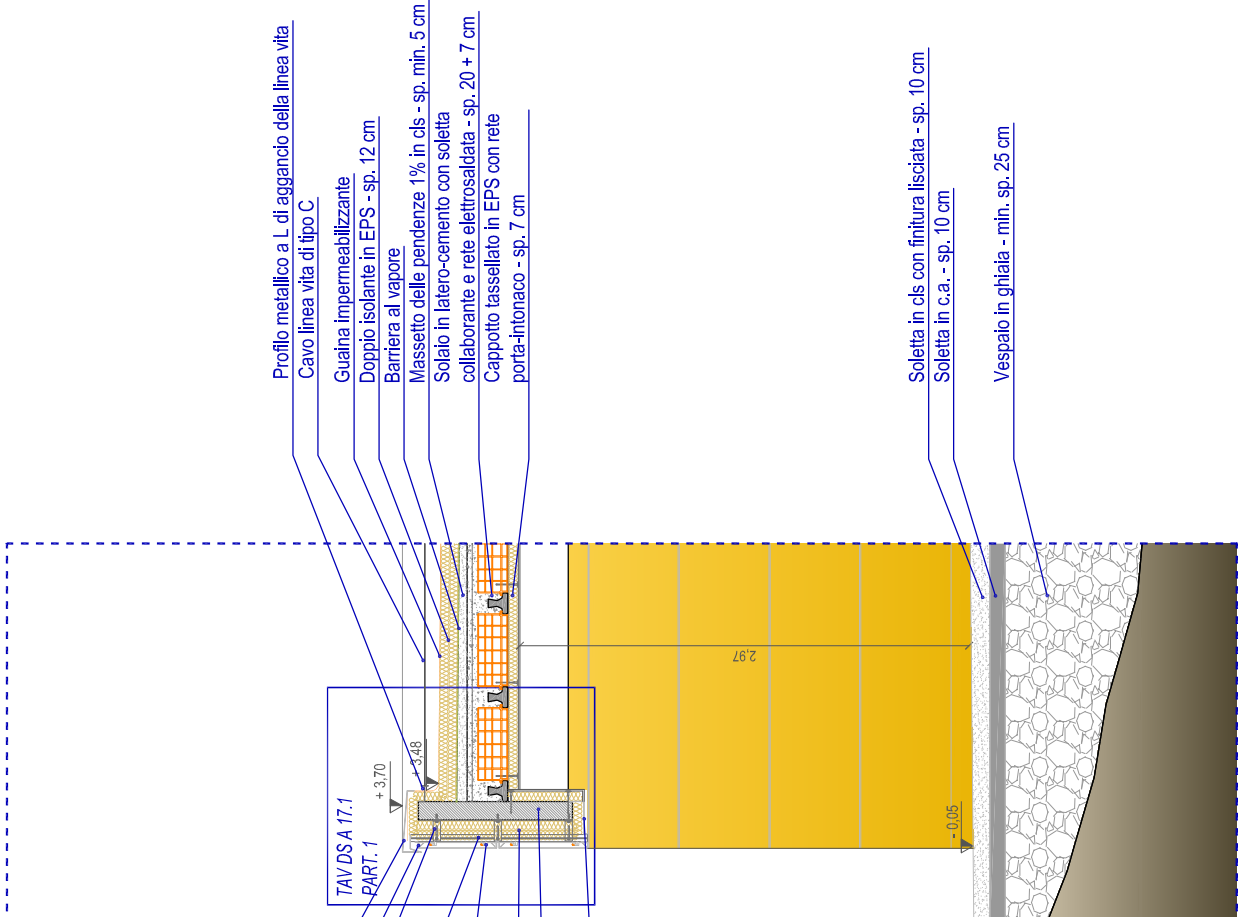 Profilo metallico a L di aggancio della linea vita
Cavo linea vita di tipo C
Guaina impermeabilizzante
Doppio isolante in EPS - sp. 12 cm
Barriera al vapore
Massetto delle pendenze 1% in cls - sp. min. 5 cm
Solaio in latero-cemento con soletta
collaborante e rete elettrosaldata - sp. 20 + 7 cm
Cappotto tassellato in EPS con rete
porta-intonaco - sp. 7 cm
Soletta in cls con finitura lisciata - sp. 10 cm
Soletta in c.a. - sp. 10 cm
Vespaio in ghiaia - min. sp. 25 cm
TAV DS A 17.1
PART. 1
+ 3,70
+ 3,48
2,97
- 0,05